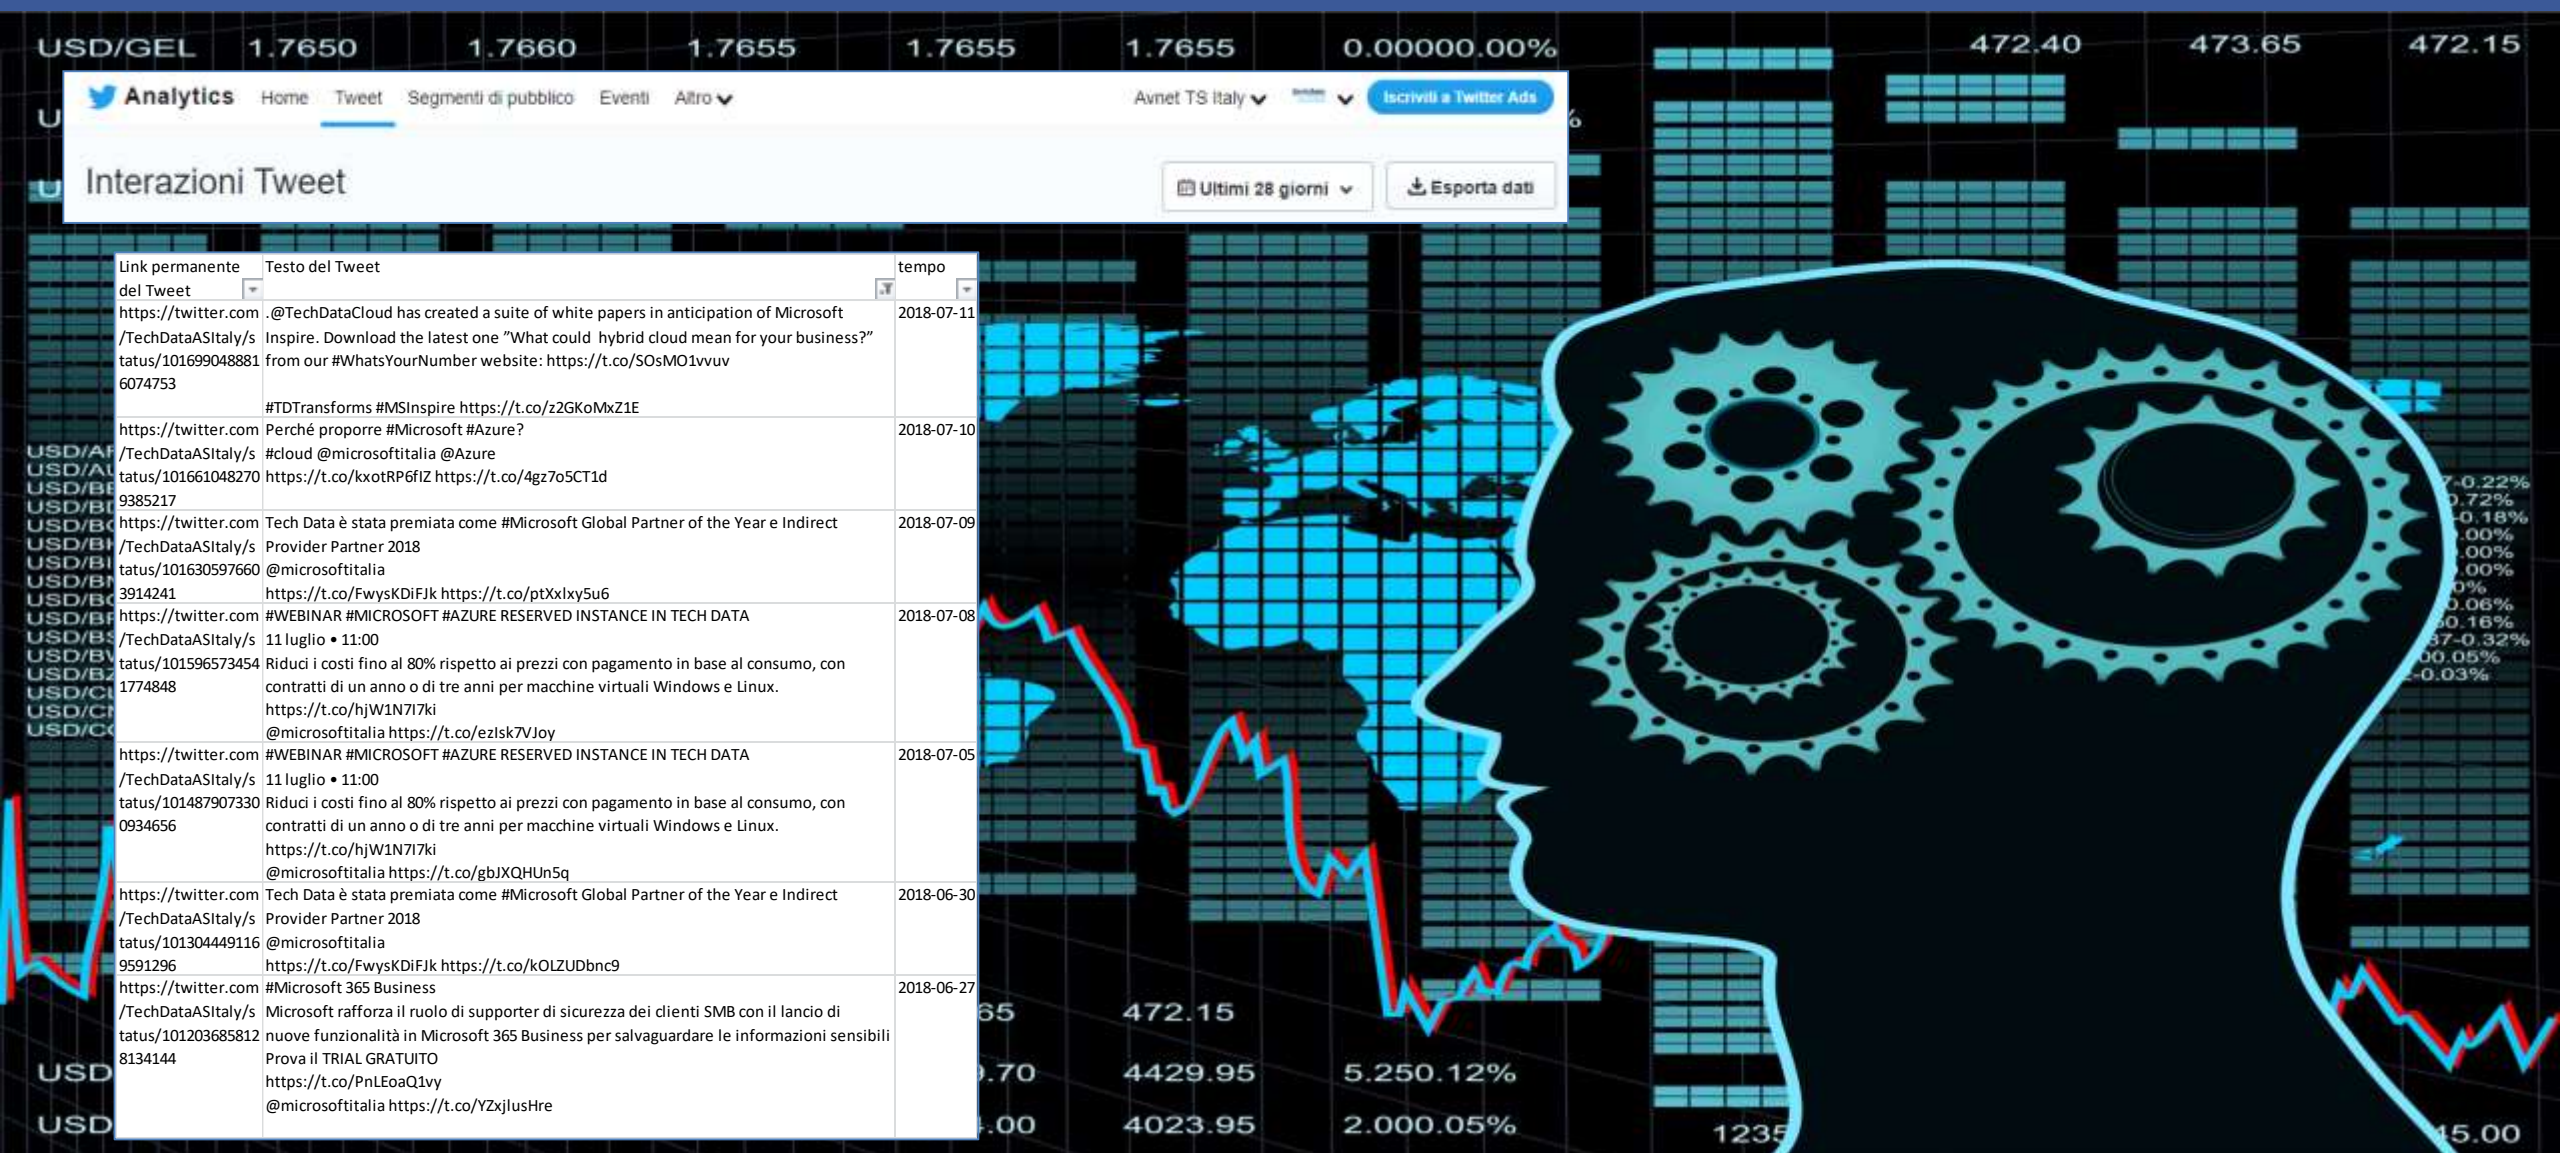 USD/GEL 1.7650 1.7660 1.7655 1.7655 1.7655 0.00000.00% 472.40 473.65 472.15
Analytics Home Tweet Segmenti di pubblico Eventi Altro Avnet TS Italy Iscriviti a Twitter Ads
Interazioni Tweet Ultimi 28 giorni Esporta dati
Link permanente del Tweet
Testo del Tweet
tempo
https://twitter.com
/TechDataASItaly/s
tatus/101699048881
6074753
.@TechDataCloud has created a suite of white papers in anticipation of Microsoft
Inspire. Download the latest one ”What could hybrid cloud mean for your business?”
from our #WhatsYourNumber website: https://t.co/SOsMO1vvuv
#TDTransforms #MSInspire https://t.co/z2GKoMxZ1E
2018-07-11
https://twitter.com
/TechDataASItaly/s
tatus/101661048270
9385217
Perché proporre #Microsoft #Azure?
#cloud @microsoftitalia @Azure
https://t.co/kxotRP6fIZ https://t.co/4gz7o5CT1d
2018-07-10
https://twitter.com
/TechDataASItaly/s
tatus/101630597660
3914241
Tech Data è stata premiata come #Microsoft Global Partner of the Year e Indirect
Provider Partner 2018
@microsoftitalia
https://t.co/FwysKDiFJk https://t.co/ptXxIxy5u6
2018-07-09
https://twitter.com
/TechDataASItaly/s
tatus/101596573454
1774848
#WEBINAR #MICROSOFT #AZURE RESERVED INSTANCE IN TECH DATA
11 luglio • 11:00
Riduci i costi fino al 80% rispetto ai prezzi con pagamento in base al consumo, con
contratti di un anno o di tre anni per macchine virtuali Windows e Linux.
https://t.co/hjW1N7I7ki
@microsoftitalia https://t.co/ezIsk7VJoy
2018-07-08
https://twitter.com
/TechDataASItaly/s
tatus/101487907330
0934656
#WEBINAR #MICROSOFT #AZURE RESERVED INSTANCE IN TECH DATA
11 luglio • 11:00
Riduci i costi fino al 80% rispetto ai prezzi con pagamento in base al consumo, con
contratti di un anno o di tre anni per macchine virtuali Windows e Linux.
https://t.co/hjW1N7I7ki
@microsoftitalia https://t.co/gbJXQHUn5q
2018-07-05
https://twitter.com
/TechDataASItaly/s
tatus/101304449116
9591296
Tech Data è stata premiata come #Microsoft Global Partner of the Year e Indirect
Provider Partner 2018
@microsoftitalia
https://t.co/FwysKDiFJk https://t.co/kOLZUDbnc9
2018-06-30
https://twitter.com
/TechDataASItaly/s
tatus/101203685812
8134144
#Microsoft 365 Business
Microsoft rafforza il ruolo di supporter di sicurezza dei clienti SMB con il lancio di
nuove funzionalità in Microsoft 365 Business per salvaguardare le informazioni sensibili
Prova il TRIAL GRATUITO
https://t.co/PnLEoaQ1vy
@microsoftitalia https://t.co/YZxjlusHre
2018-06-27
65 472.15
USD .70 4429.95 5.250.12%
USD .00 4023.95 2.000.05% 1235 45.00